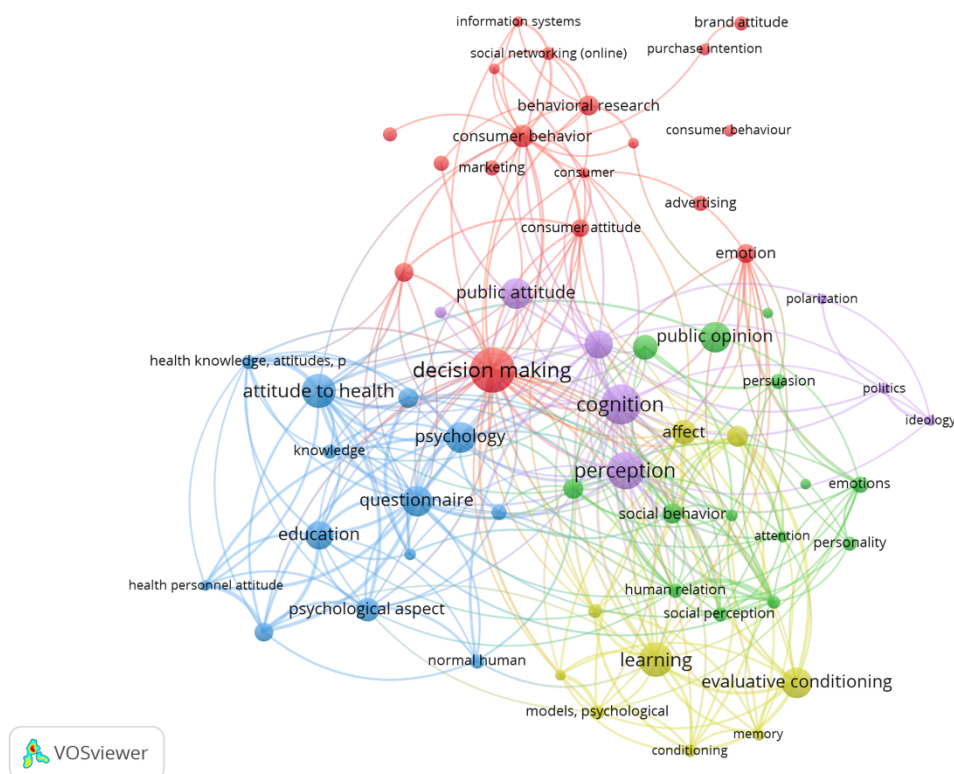 information systems
brand attitude
social networking (online)
purchase intention
behavioral research
consumer behavior
consumer behaviour
marketing
consumer
advertising
consumer attitude
emotion
public attitude
polarization
public opinion
health knowledge, attitudes, p
decision making
persuasion
attitude to health
politics
cognition
ideology
affect
psychology
knowledge
perception
emotions
questionnaire
social behavior
education
attention
personality
health personnel attitude
human relation
psychological aspect
social perception
normal human
learning
evaluative conditioning
models, psychological
memory
conditioning
VOSviewer